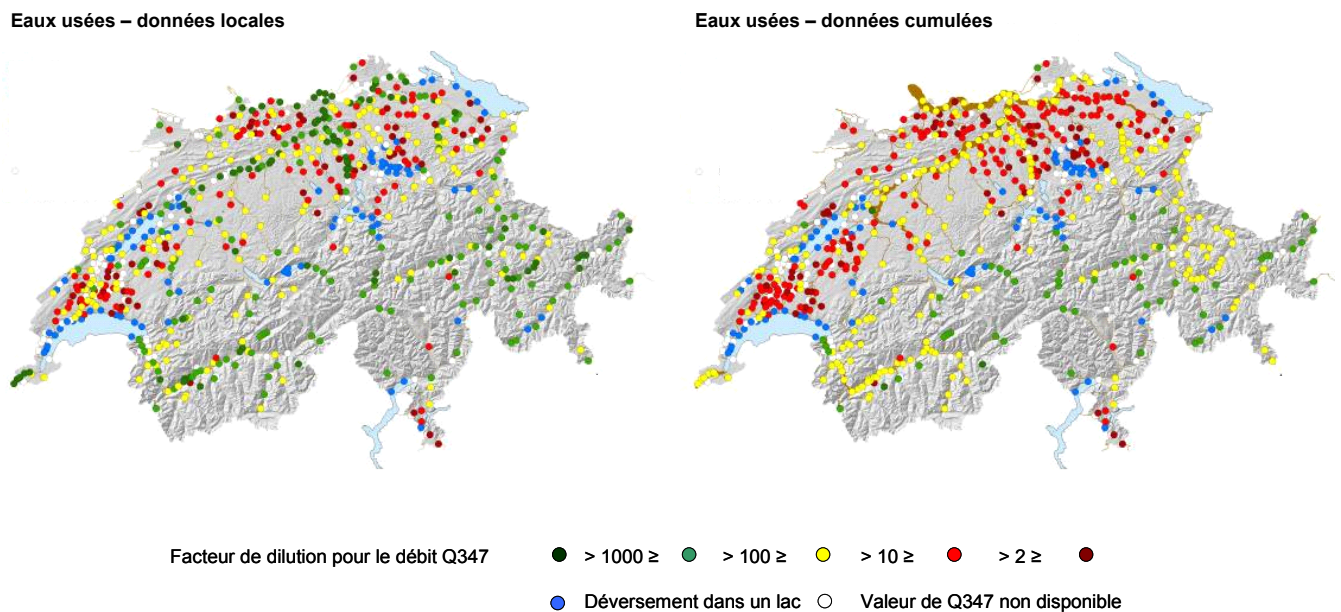 Eaux usées – données locales
Eaux usées – données cumulées
Facteur de dilution pour le débit Q347 > 1000 ≥ > 100 ≥ > 10 ≥ > 2 ≥
Déversement dans un lac Valeur de Q347 non disponible